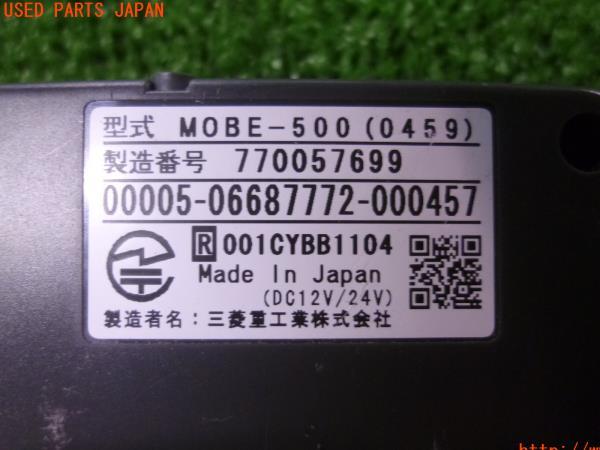 USED PARTS JAPAN
型式 MOBE-500(0459)
製造番号 770057699
00005-06687772-000457
R 001CYBB1104
Made In Japan
(DC12V/24V)
製造者名：三菱重工業株式会社
http://w